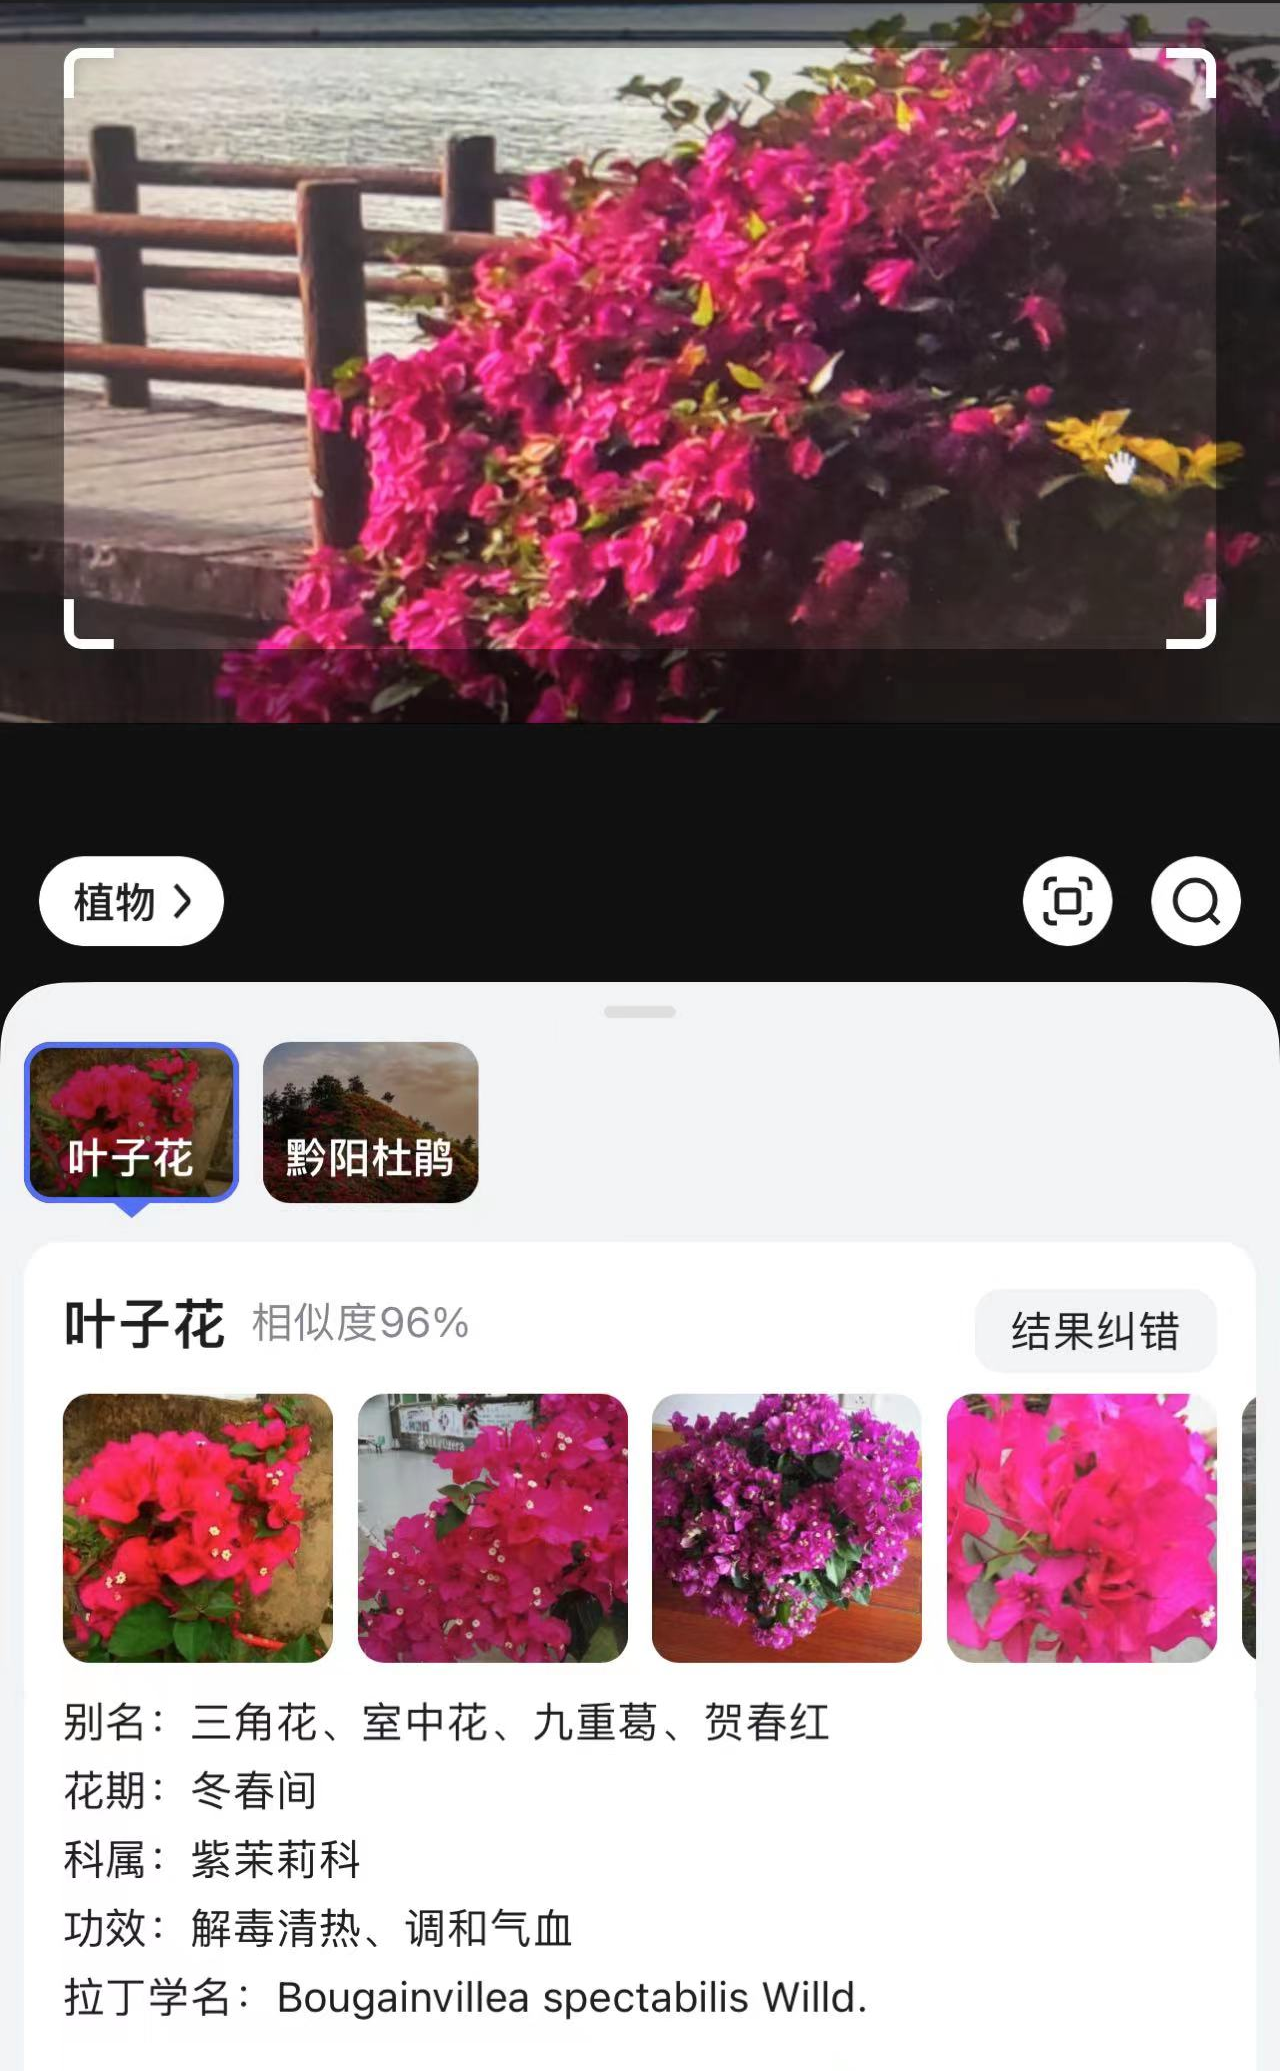 植物
叶子花
黔阳杜鹃
叶子花 相似度96%
结果纠错
别名：三角花、室中花、九重葛、贺春红
花期：冬春间
科属：紫茉莉科
功效：解毒清热、调和气血
拉丁学名：Bougainvillea spectabilis Willd.